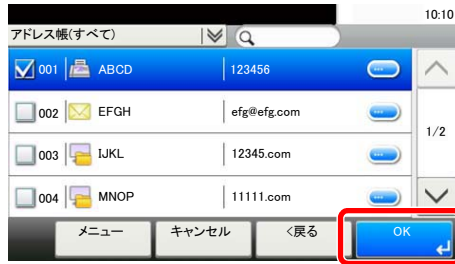 10:10
アドレス帳(すべて)
001 ABCD 123456
002 EFGH efg@efg.com
1/2
003 IJKL 12345.com
004 MNOP 11111.com
メニュー キャンセル <戻る OK